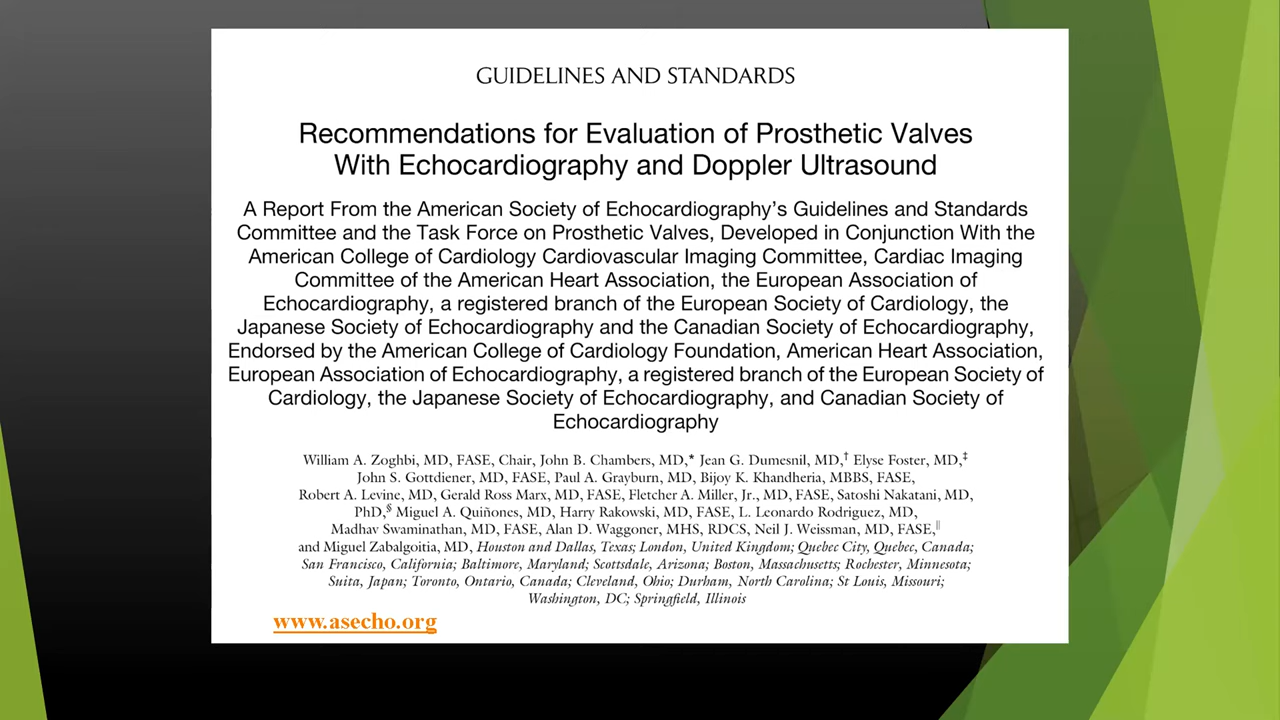 GUIDELINES AND STANDARDS
Recommendations for Evaluation of Prosthetic Valves
With Echocardiography and Doppler Ultrasound
A Report From the American Society of Echocardiography's Guidelines and Standards
Committee and the Task Force on Prosthetic Valves, Developed in Conjunction With the
American College of Cardiology Cardiovascular Imaging Committee, Cardiac Imaging
Committee of the American Heart Association, the European Association of
Echocardiography, a registered branch of the European Society of Cardiology, the
Japanese Society of Echocardiography and the Canadian Society of Echocardiography,
Endorsed by the American College of Cardiology Foundation, American Heart Association,
European Association of Echocardiography, a registered branch of the European Society of
Cardiology, the Japanese Society of Echocardiography, and Canadian Society of
Echocardiography
William A. Zoghbi, MD, FASE, Chair, John B. Chambers, MD,* Jean G. Dumesnil, MD,† Elyse Foster, MD,‡
John S. Gottdiener, MD, FASE, Paul A. Grayburn, MD, Bijoy K. Khandheria, MBBS, FASE,
Robert A. Levine, MD, Gerald Ross Marx, MD, FASE, Fletcher A. Miller, Jr., MD, FASE, Satoshi Nakatani, MD,
PhD,§ Miguel A. Quiñones, MD, Harry Rakowski, MD, FASE, L. Leonardo Rodriguez, MD,
Madhav Swaminathan, MD, FASE, Alan D. Waggoner, MHS, RDCS, Neil J. Weissman, MD, FASE,||
and Miguel Zabalgoitia, MD, Houston and Dallas, Texas; London, United Kingdom; Quebec City, Quebec, Canada;
San Francisco, California; Baltimore, Maryland; Scottsdale, Arizona; Boston, Massachusetts; Rochester, Minnesota;
Suita, Japan; Toronto, Ontario, Canada; Cleveland, Ohio; Durham, North Carolina; St Louis, Missouri;
Washington, DC; Springfield, Illinois
www.asecho.org